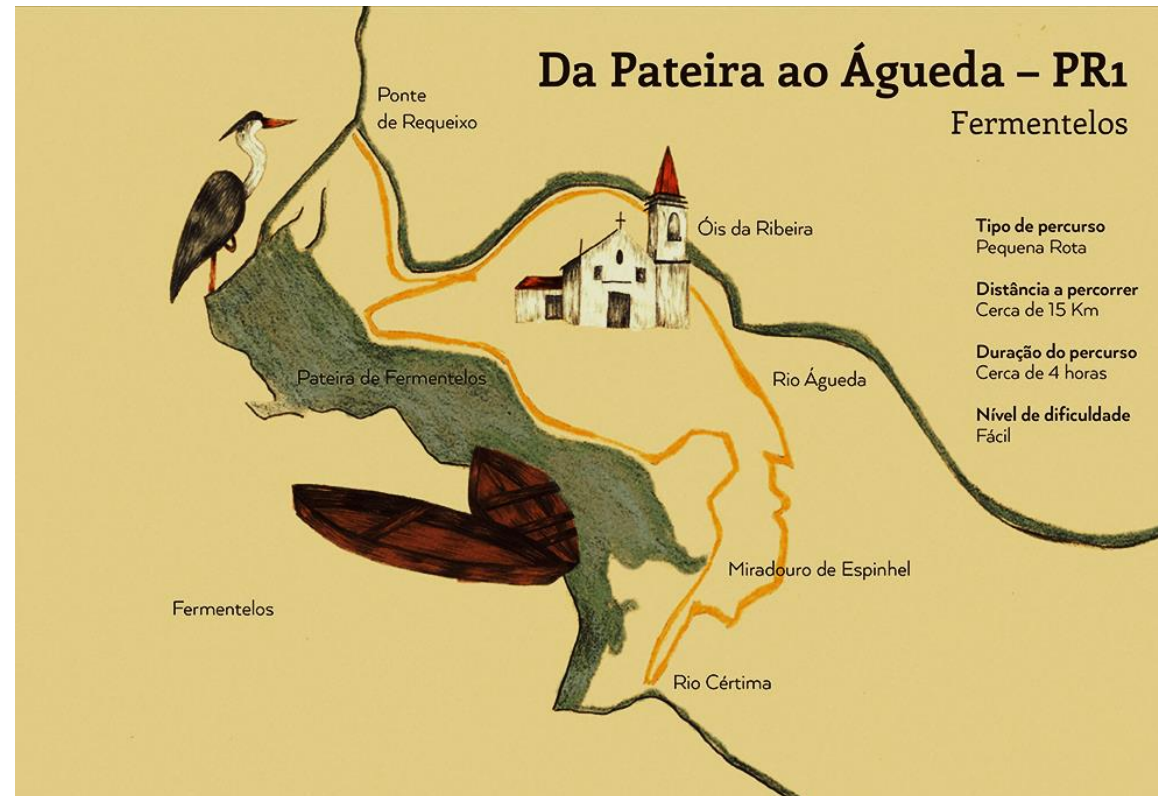 Da Pateira ao Águeda – PR1
Fermentelos
Ponte
de Requeixo
Óis da Ribeira
Tipo de percurso
Pequena Rota
Distância a percorrer
Cerca de 15 Km
Duração do percurso
Cerca de 4 horas
Nível de dificuldade
Fácil
Pateira de Fermentelos
Rio Águeda
Miradouro de Espinhel
Fermentelos
Rio Cértima